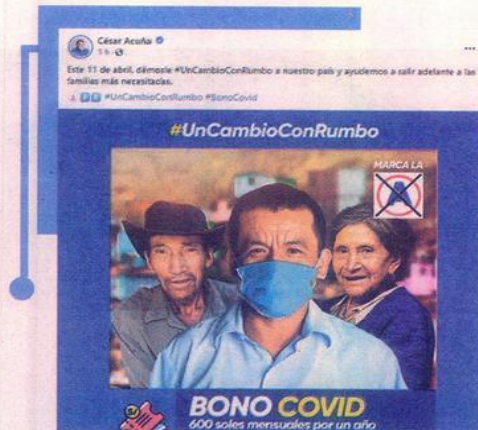 César Acuña
5 h
Este 11 de abril, démosle #UnCambioConRumbo a nuestro país y ayudemos a salir adelante a las
familias más necesitadas.
#UnCambioConRumbo #BonoCovid
#UnCambioConRumbo
MARCA LA
A
S/
BONO COVID
600 soles mensuales por un año